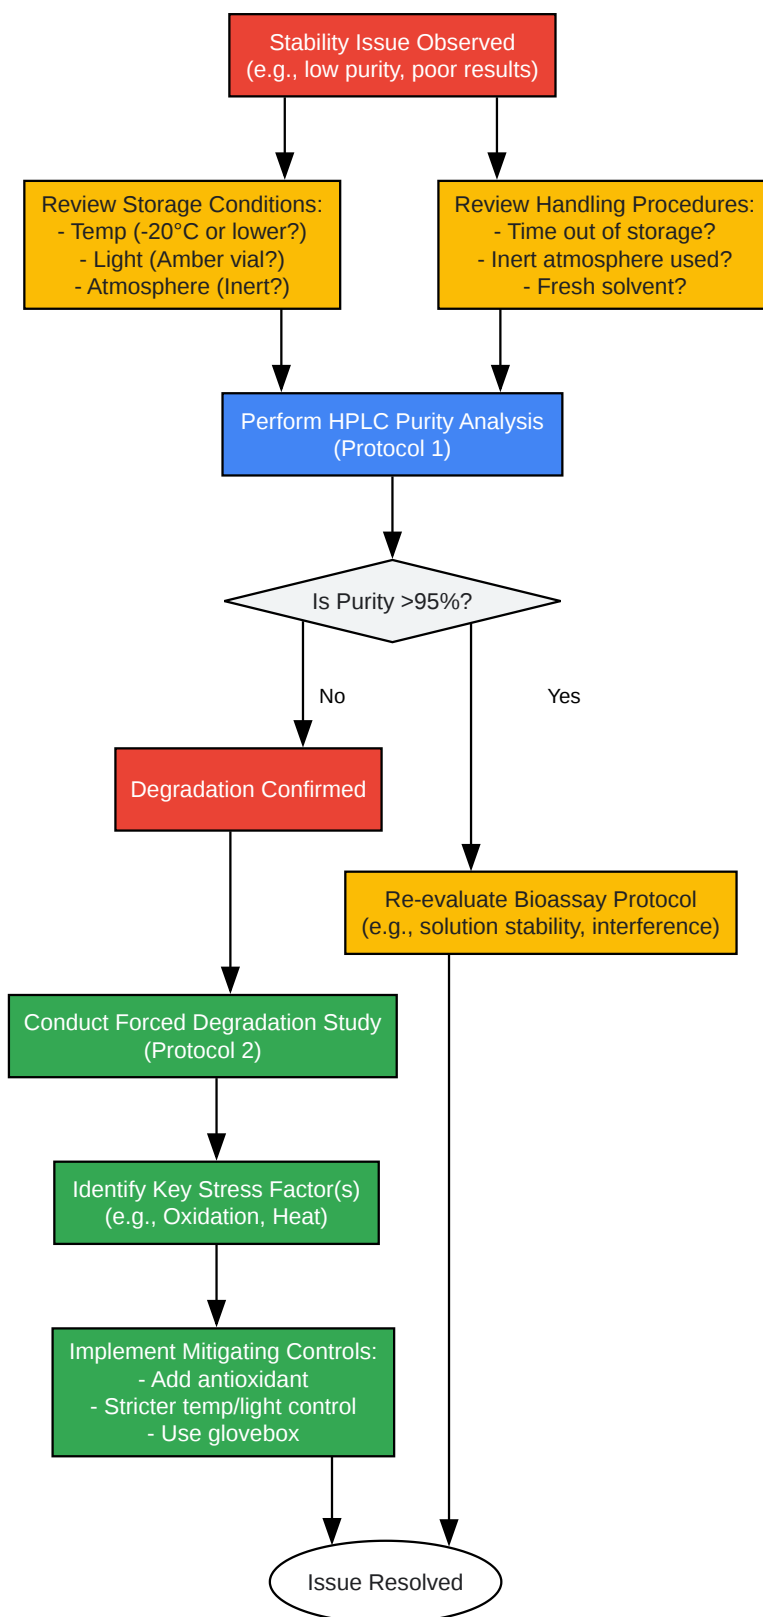 Stability Issue Observed
(e.g., low purity, poor results)
Review Storage Conditions:
- Temp (-20°C or lower?)
- Light (Amber vial?)
- Atmosphere (Inert?)
Review Handling Procedures:
- Time out of storage?
- Inert atmosphere used?
- Fresh solvent?
Perform HPLC Purity Analysis
(Protocol 1)
Is Purity >95%?
No
Yes
Degradation Confirmed
Re-evaluate Bioassay Protocol
(e.g., solution stability, interference)
Conduct Forced Degradation Study
(Protocol 2)
Identify Key Stress Factor(s)
(e.g., Oxidation, Heat)
Implement Mitigating Controls:
- Add antioxidant
- Stricter temp/light control
- Use glovebox
Issue Resolved